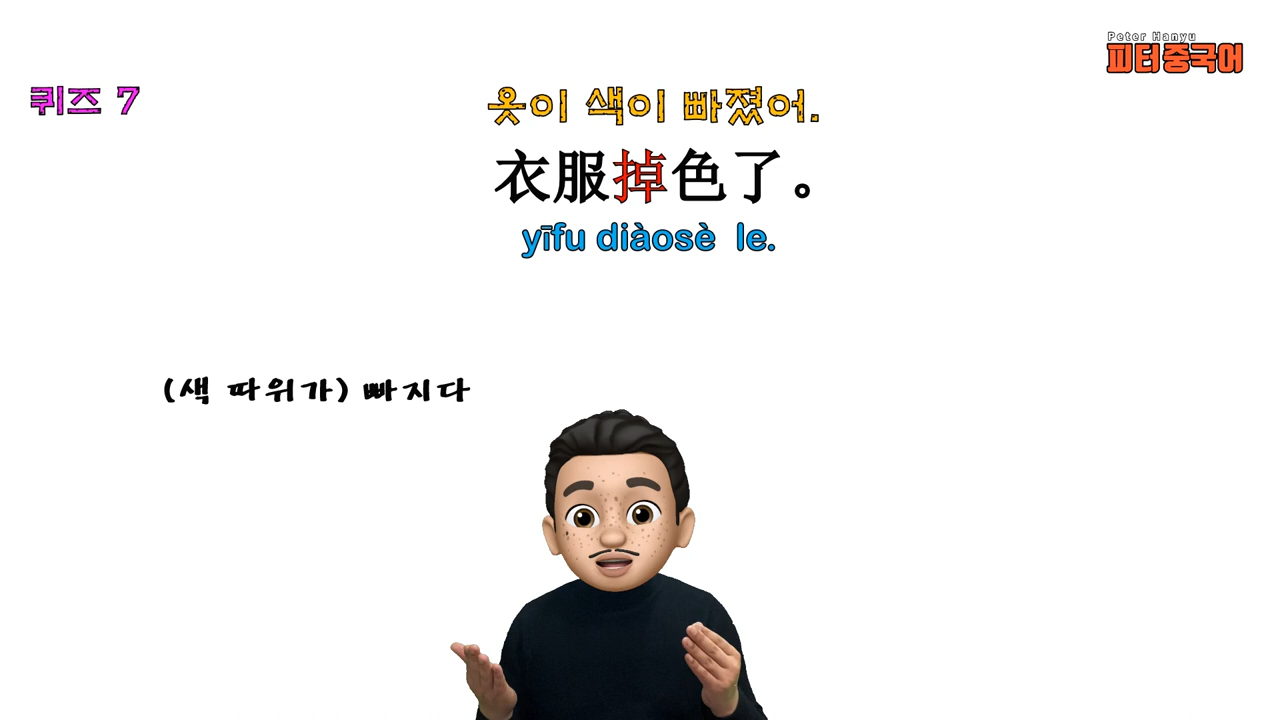 Peter Hanyu
피터 중국어
퀴즈 7
옷이 색이 빠졌어.
衣服掉色了。
yīfu diàosè le.
(색 따위가) 빠지다